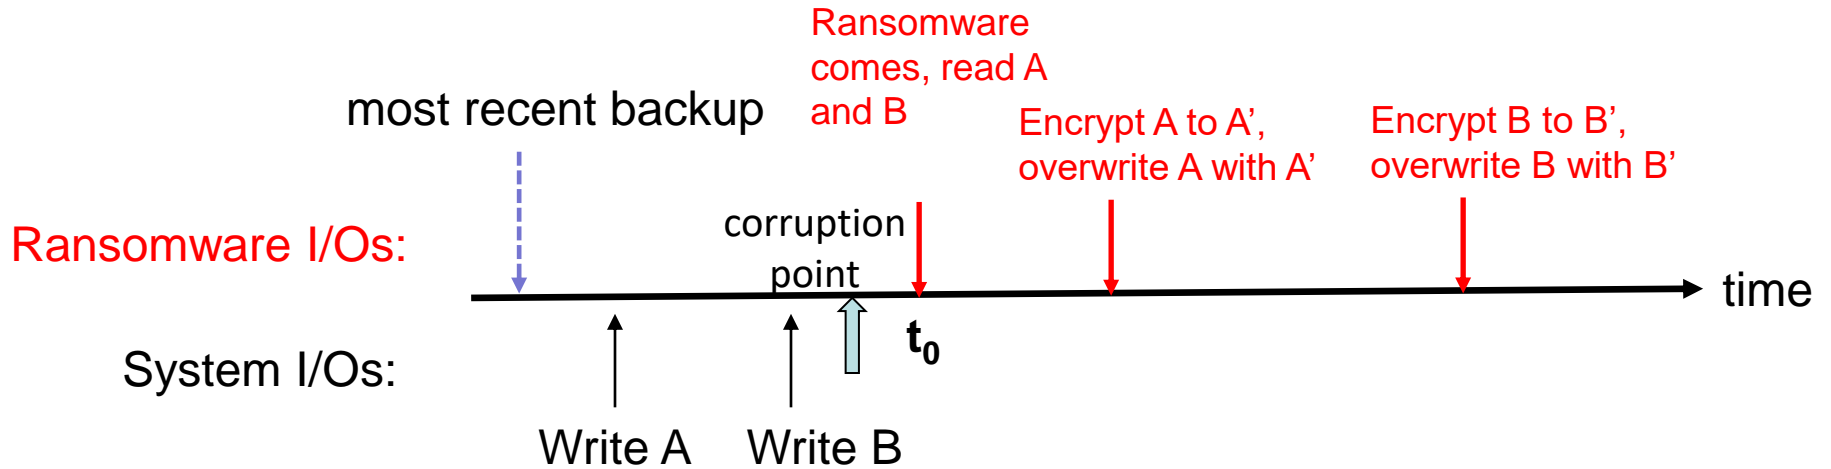 Ransomware
comes, read A
and B
most recent backup
Encrypt A to A’,
overwrite A with A’
Encrypt B to B’,
overwrite B with B’
corruption
point
Ransomware I/Os:
time
t₀
System I/Os:
Write A
Write B